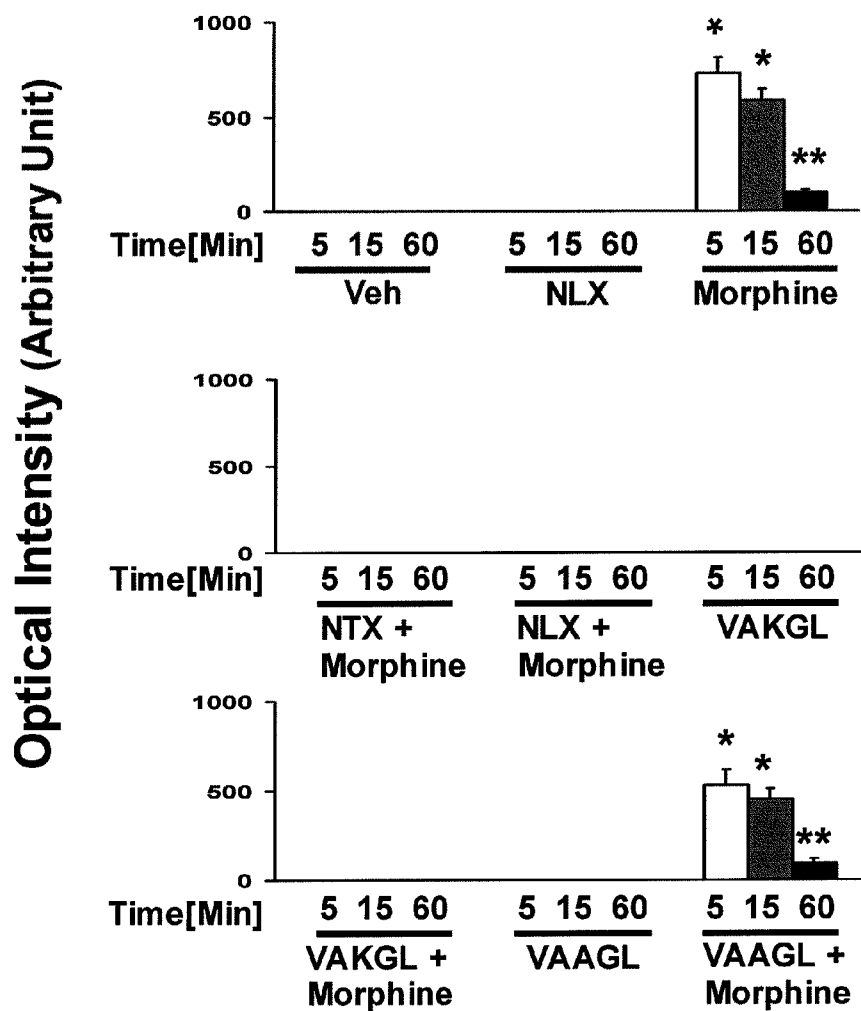 Optical Intensity (Arbitrary Unit)
1000
500
0
* * **
Time[Min] 5 15 60 5 15 60 5 15 60
Veh NLX Morphine
1000
500
0
Time[Min] 5 15 60 5 15 60 5 15 60
NTX + NLX + VAKGL
Morphine Morphine
1000
500
0
* * **
Time[Min] 5 15 60 5 15 60 5 15 60
VAKGL + VAAGL VAAGL +
Morphine Morphine